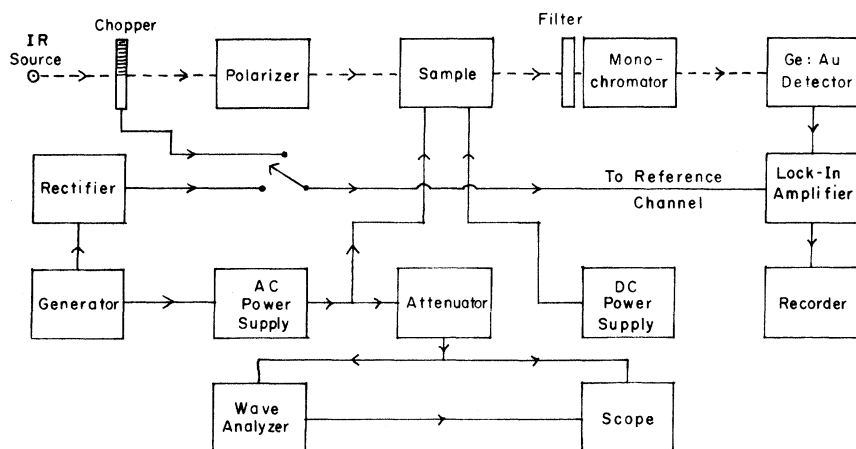 Chopper
IR
Source
Polarizer
Sample
Filter
Mono-
chromator
Ge: Au
Detector
Rectifier
To Reference
Channel
Lock-In
Amplifier
Generator
AC
Power
Supply
Attenuator
DC
Power
Supply
Recorder
Wave
Analyzer
Scope